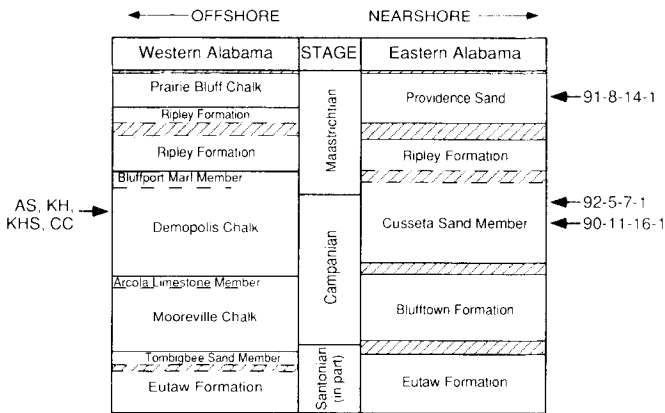 OFFSHORE NEARSHORE
Western Alabama STAGE Eastern Alabama
Prairie Bluff Chalk
Ripley Formation
Ripley Formation
Bluffport Marl Member
AS, KH,
KHS, CC
Demopolis Chalk
Arcola Limestone Member
Mooreville Chalk
Tombigbee Sand Member
Eutaw Formation
Maastrichtian
Campanian
Santonian
(in part)
Providence Sand
91-8-14-1
Ripley Formation
92-5-7-1
Cusseta Sand Member
90-11-16-1
Blufftown Formation
Eutaw Formation